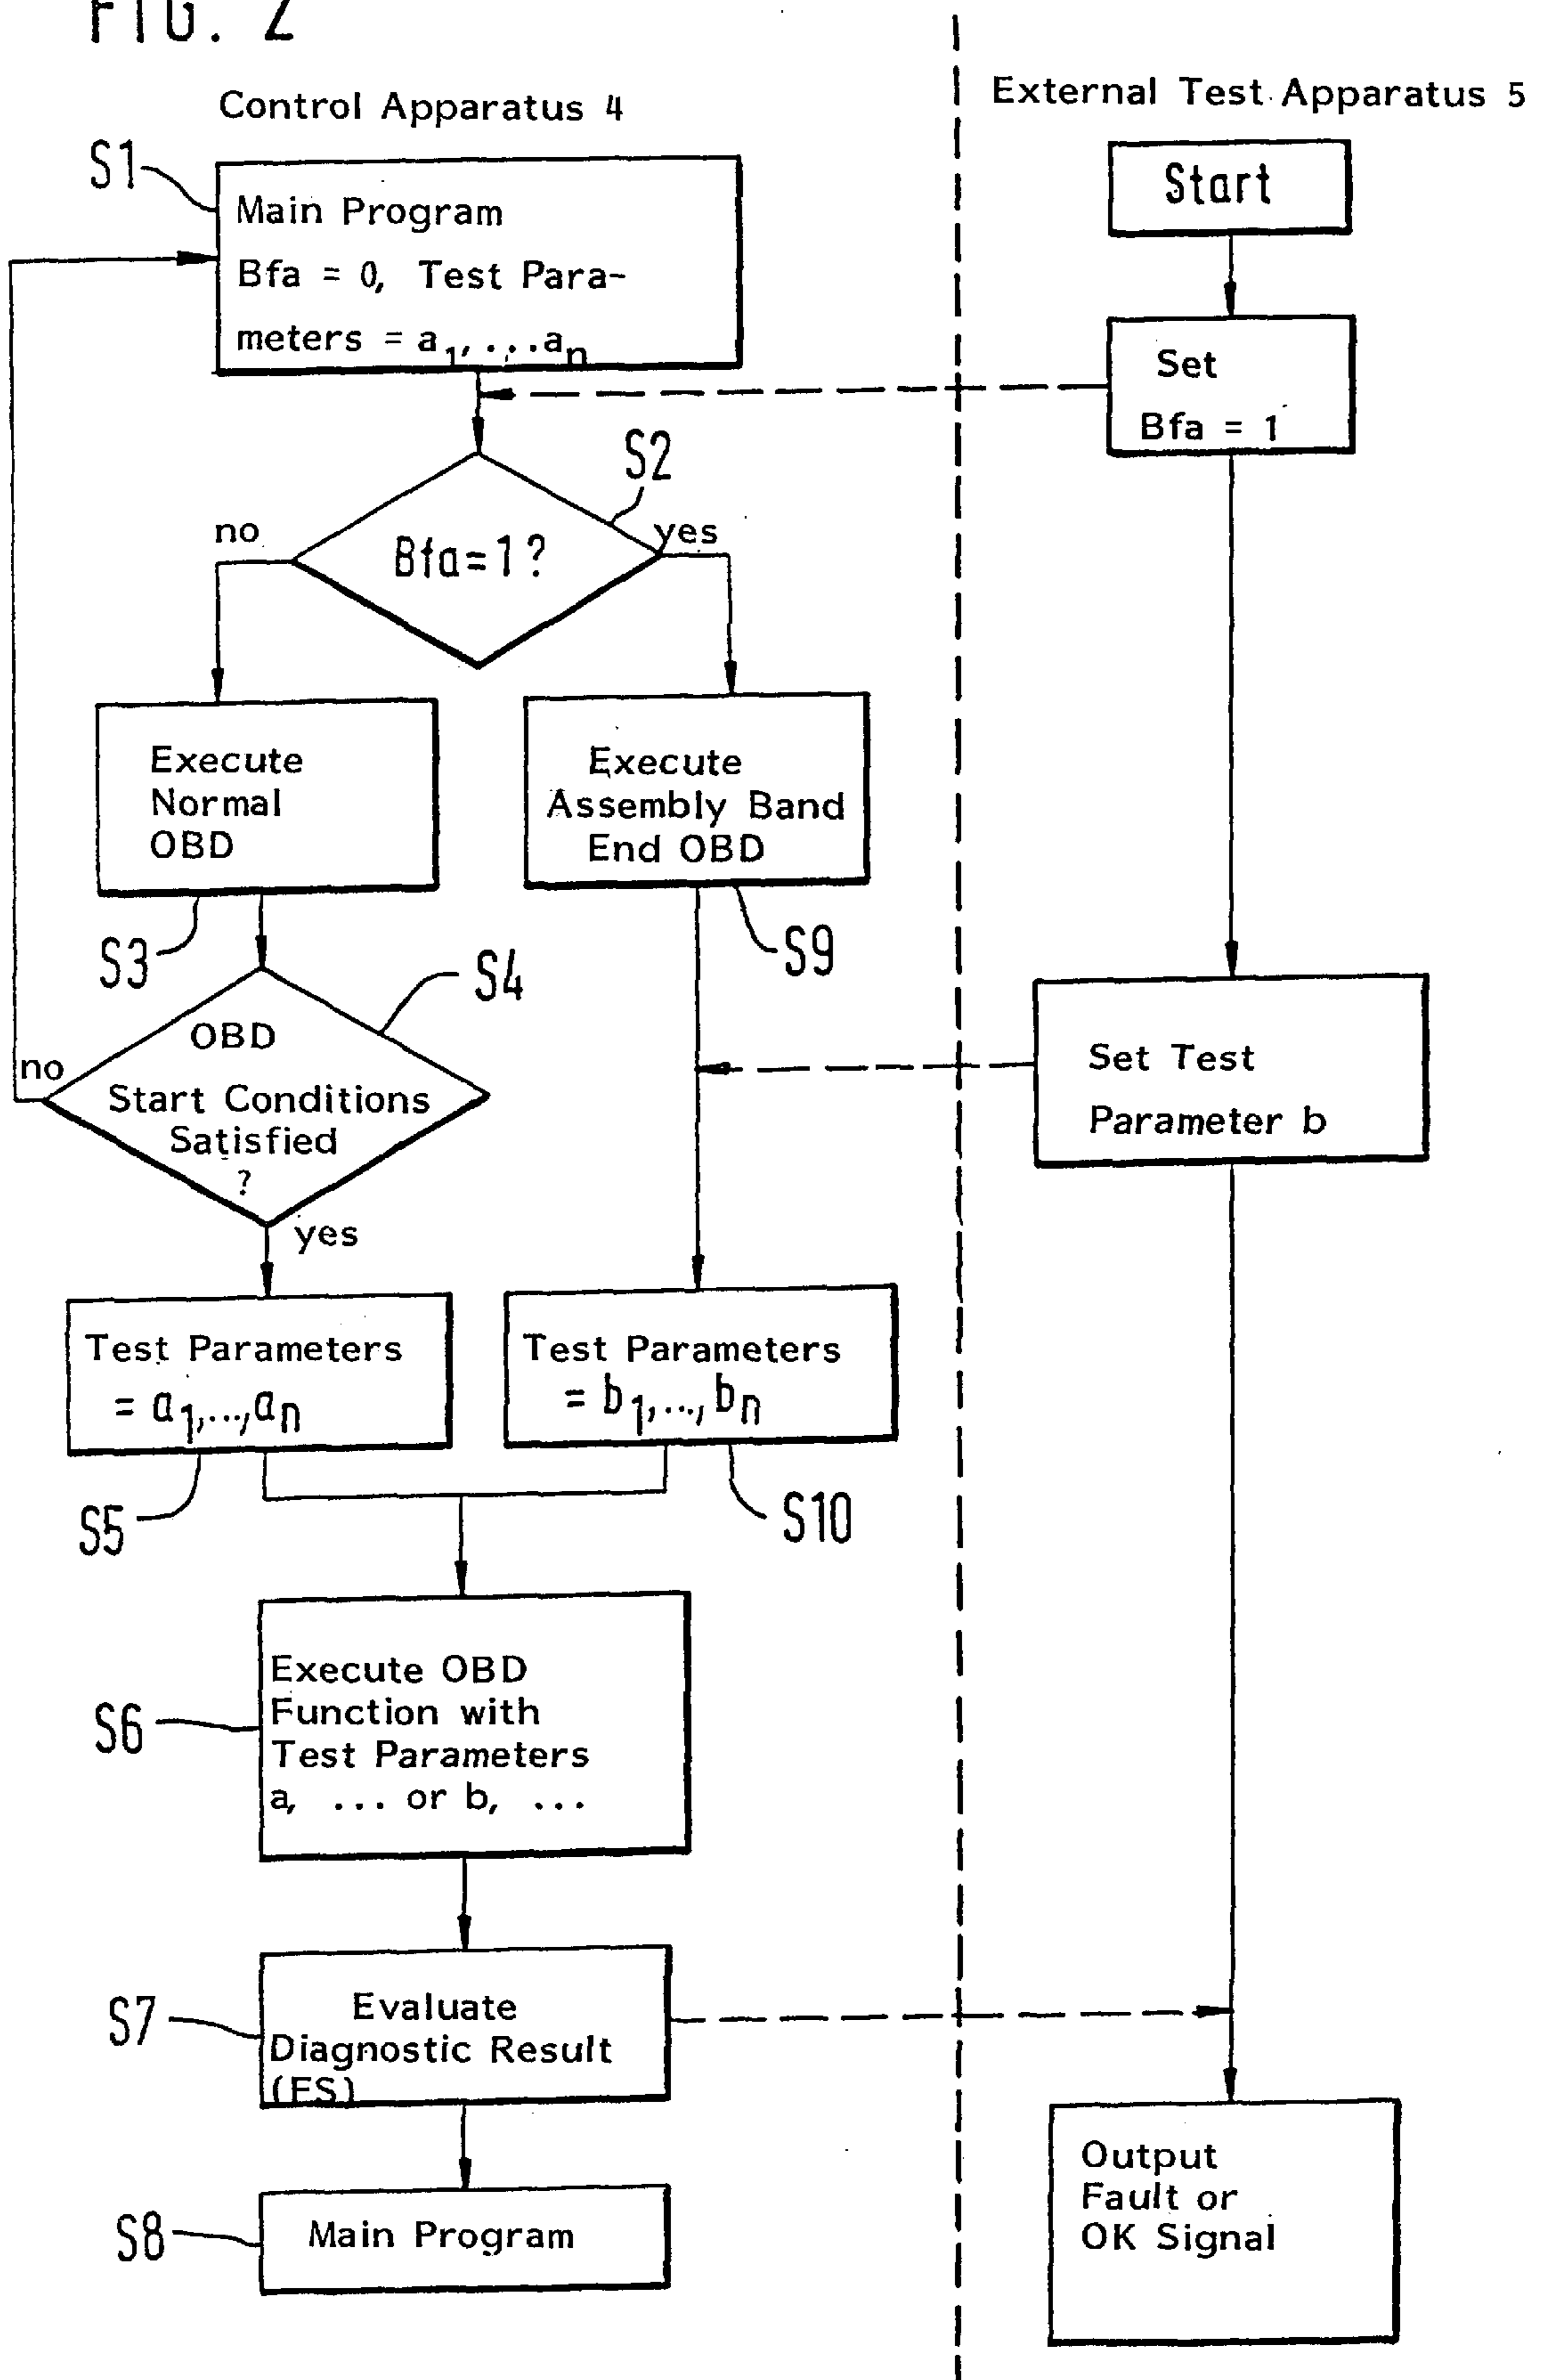 FIG. 2
Control Apparatus 4
External Test Apparatus 5
S1
Main Program
Bfa = 0, Test Para-
meters = a1,...an
Start
Set
Bfa = 1
S2
no
yes
Bfa=1?
Execute
Normal
OBD
Execute
Assembly Band
End OBD
S3
S9
S4
OBD
Start Conditions
Satisfied
?
no
yes
Set Test
Parameter b
Test Parameters
= a1,...,an
Test Parameters
= b1,...,bn
S5
S10
S6
Execute OBD
Function with
Test Parameters
a, ... or b, ...
S7
Evaluate
Diagnostic Result
(FS)
S8
Main Program
Output
Fault or
OK Signal